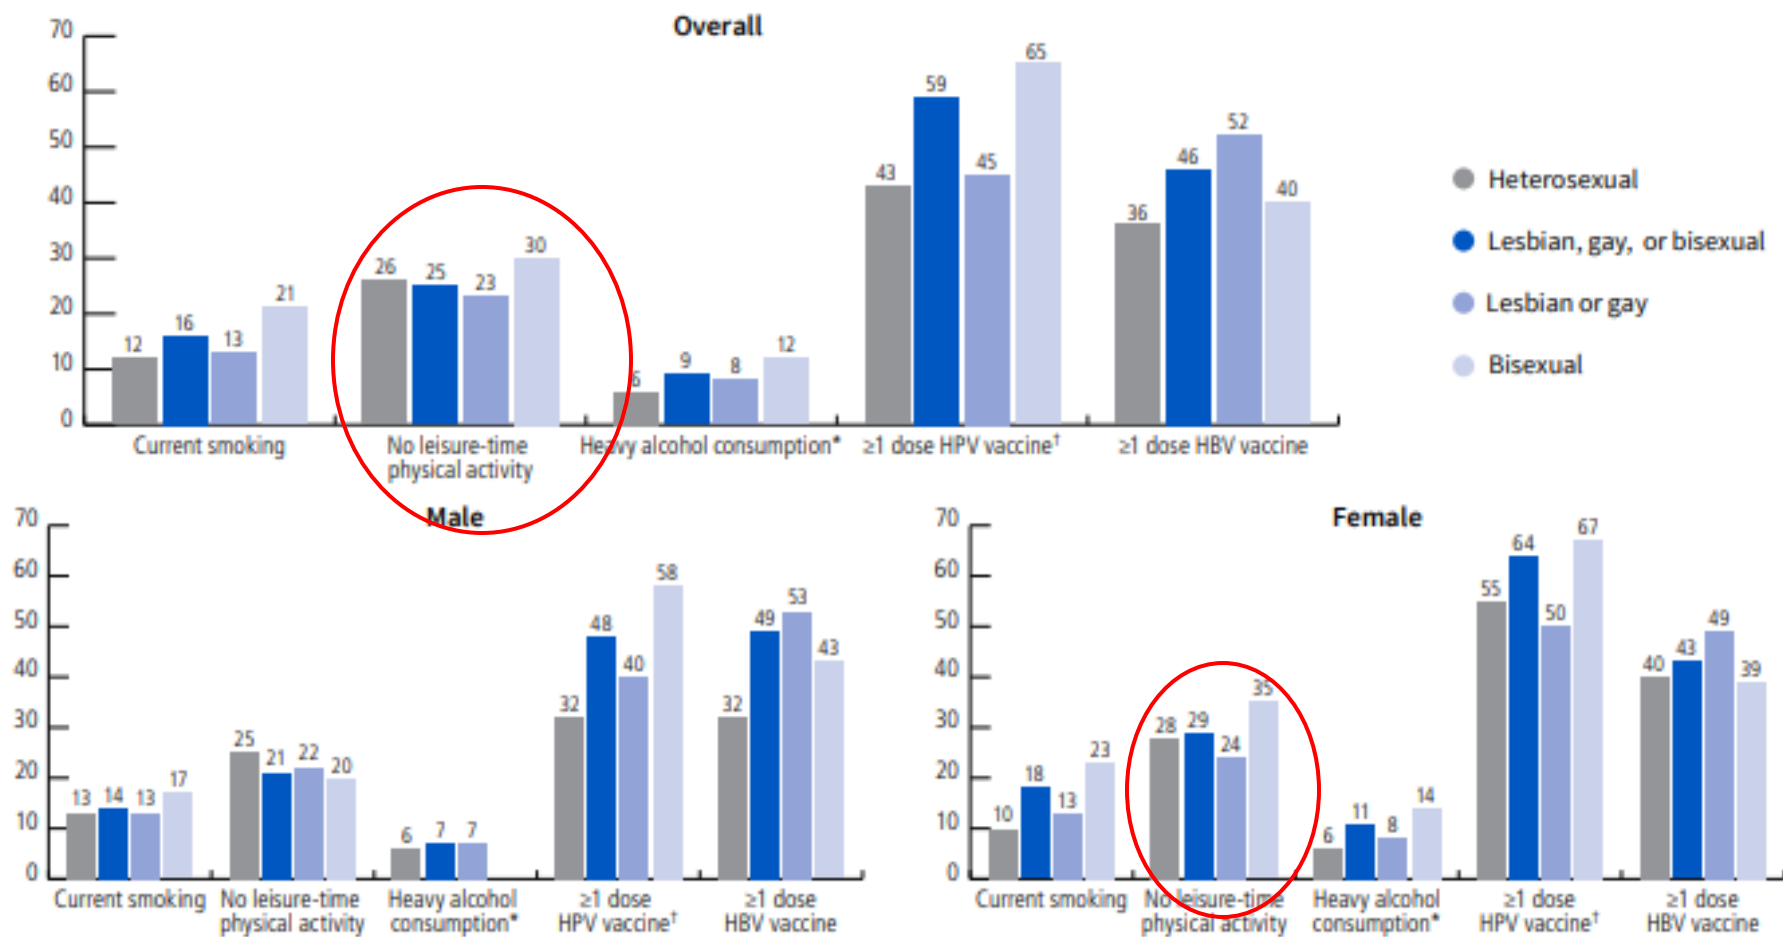 Overall
70
60
50
40
30
20
10
0
12 16 13 21
26 25 23 30
6 9 8 12
43 59 45 65
36 46 52 40
Current smoking
No leisure-time
physical activity
Heavy alcohol consumption*
≥1 dose HPV vaccine†
≥1 dose HBV vaccine
Heterosexual
Lesbian, gay, or bisexual
Lesbian or gay
Bisexual
Male
70
60
50
40
30
20
10
0
13 14 13 17
25 21 22 20
6 7 7
32 48 40 58
32 49 53 43
Current smoking
No leisure-time
physical activity
Heavy alcohol
consumption*
≥1 dose
HPV vaccine†
≥1 dose
HBV vaccine
Female
70
60
50
40
30
20
10
0
10 18 13 23
28 29 24 35
6 11 8 14
55 64 50 67
40 43 49 39
Current smoking
No leisure-time
physical activity
Heavy alcohol
consumption*
≥1 dose
HPV vaccine†
≥1 dose
HBV vaccine